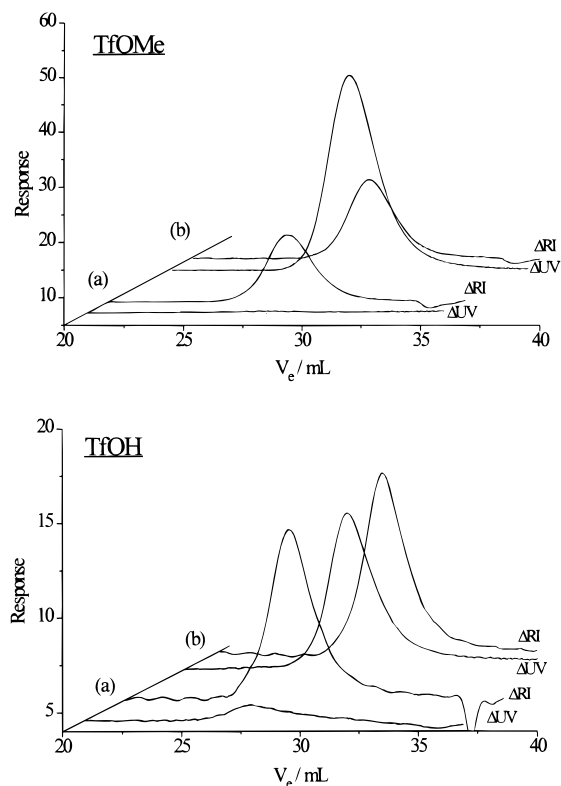 TfOMe
60
50
40
30
20
10
Response
(b)
(a)
ΔRI
ΔUV
ΔRI
ΔUV
20 25 30 35 40
Vₑ / mL
TfOH
20
15
10
5
Response
(b)
(a)
ΔRI
ΔUV
ΔRI
ΔUV
20 25 30 35 40
Vₑ / mL